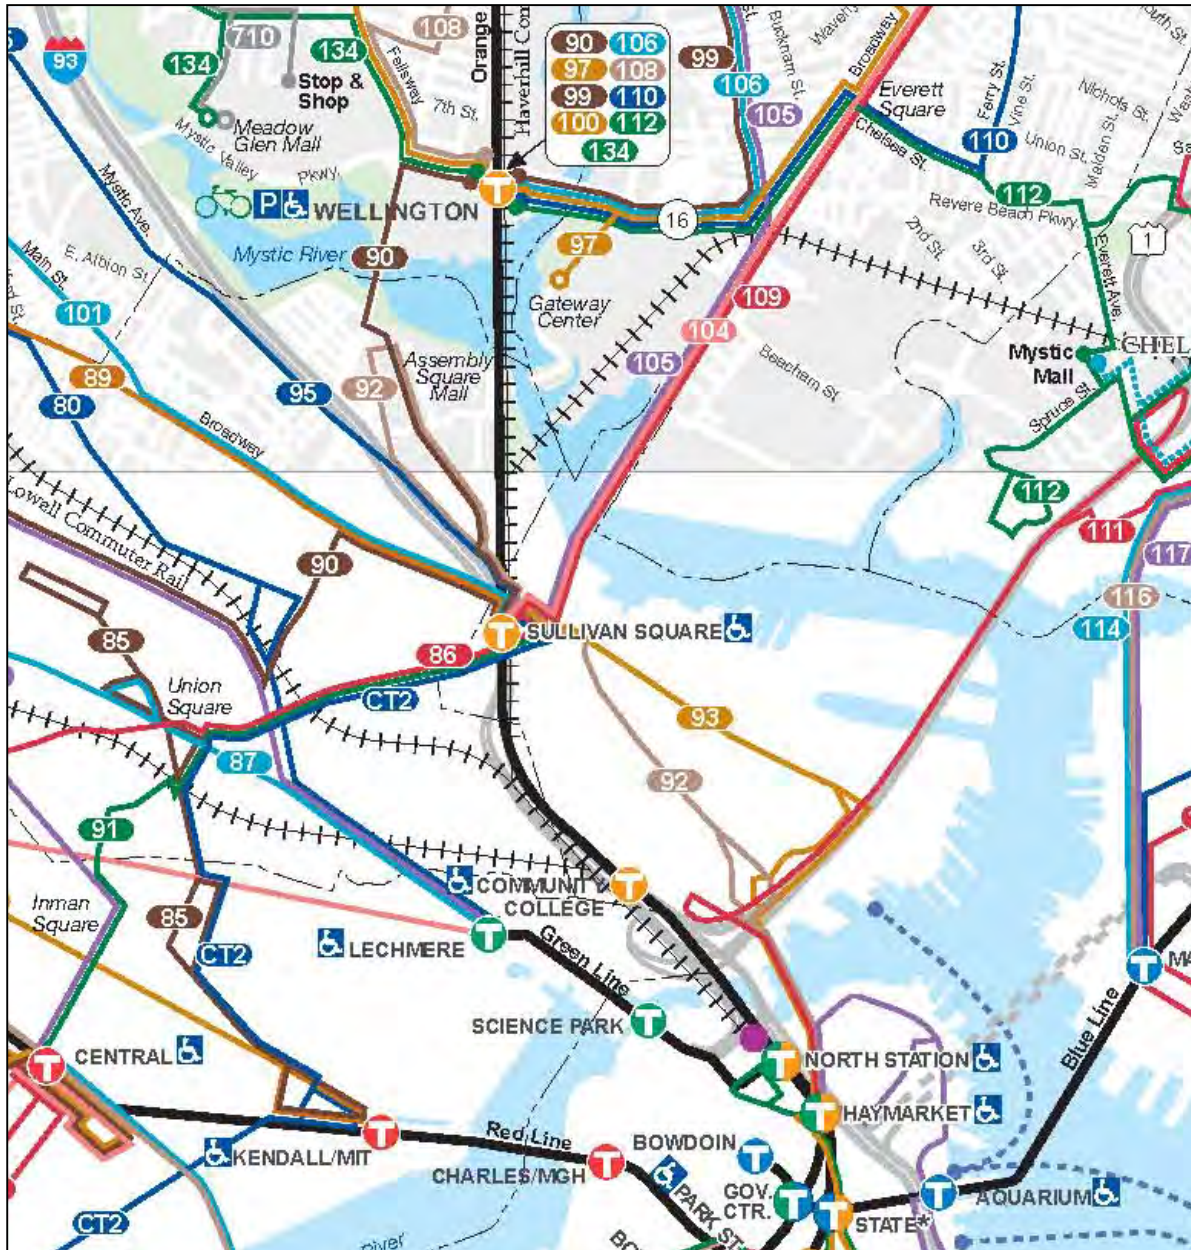 93
134
710
134
108
Stop &
Shop
Meadow
Glen Mall
Mystic Valley
Pkwy.
Fellsway
7th St.
Orange
Haverhill Com
90 106
97 108
99 110
100 112
134
99
106
105
Bucknam St.
Broadway
Everett
Square
Ferry St.
Vine St.
110
Nichols St.
Union St.
Malden St.
Chelsea St.
112
Revere Beach Pkwy.
2nd St.
3rd St.
Everett Ave.
1
P
WELLINGTON
T
16
97
Gateway
Center
Mystic River
90
Mystic Ave.
Main St.
E. Albion St.
101
89
80
95
92
Assembly
Square
Mall
Broadway
109
104
105
Beacham St.
Mystic
Mall
CHEL
Spruce St.
112
111
117
116
114
Lowell Commuter Rail
90
85
86
T SULLIVAN SQUARE
Union
Square
CT2
87
93
92
91
Inman
Square
85
CT2
COMMUNITY
COLLEGE
T
LECHMERE T
Green Line
SCIENCE PARK T
T MA
Blue Line
T CENTRAL
T NORTH STATION
T HAYMARKET
KENDALL/MIT
T
Red Line
CHARLES/MGH
T
BOWDOIN
T
PARK ST.
GOV.
CTR.
T
T STATE*
T AQUARIUM
CT2
River